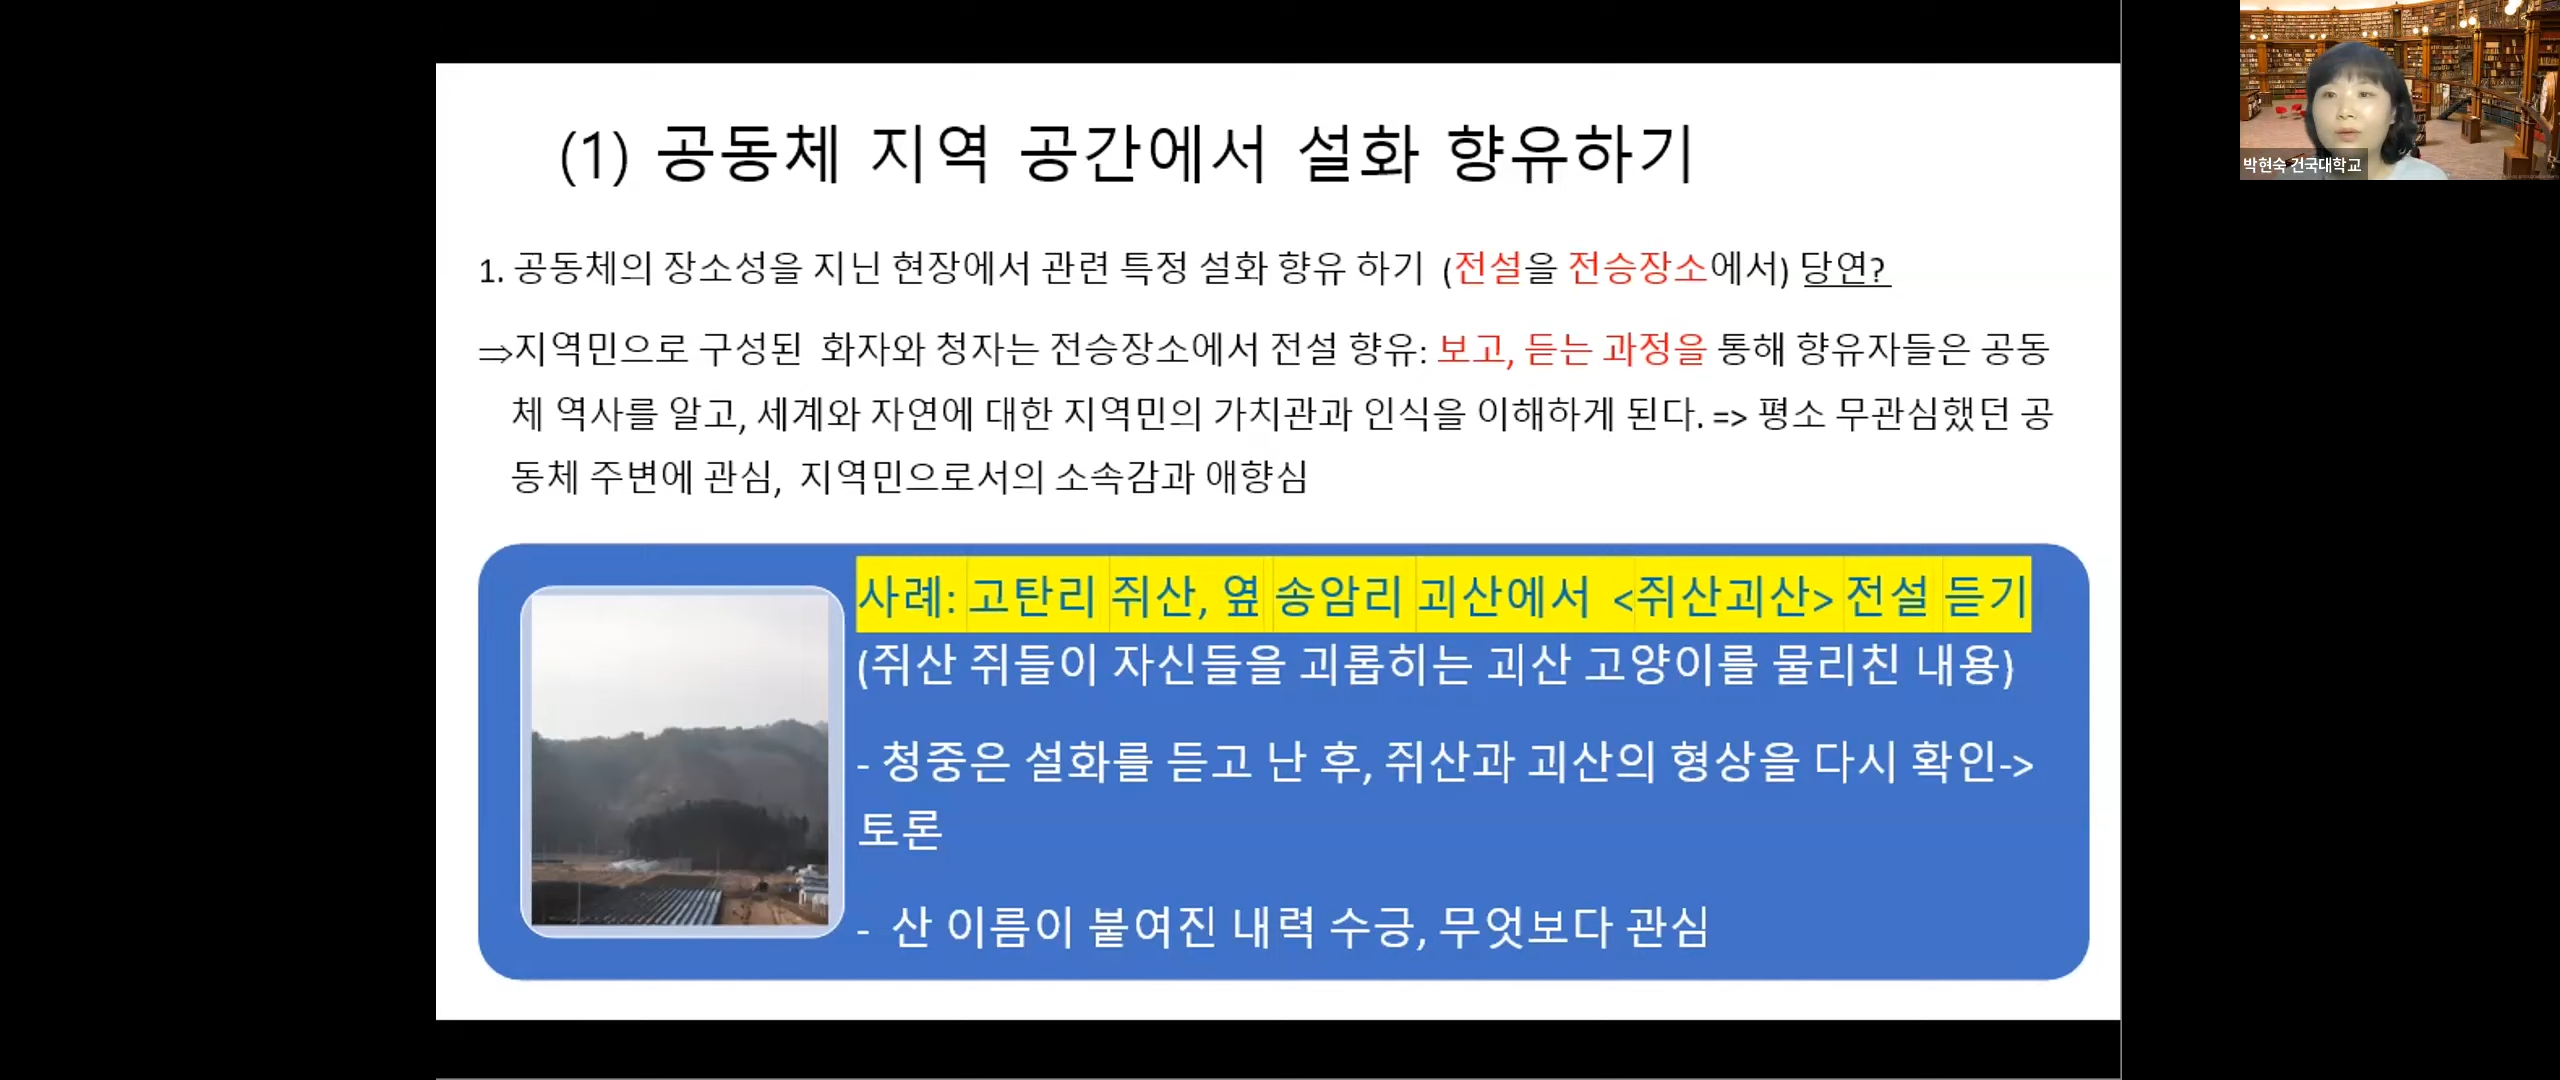 (1) 공동체 지역 공간에서 설화 향유하기
1. 공동체의 장소성을 지닌 현장에서 관련 특정 설화 향유 하기 (전설을 전승장소에서) 당연?
⇒지역민으로 구성된 화자와 청자는 전승장소에서 전설 향유: 보고, 듣는 과정을 통해 향유자들은 공동
체 역사를 알고, 세계와 자연에 대한 지역민의 가치관과 인식을 이해하게 된다. => 평소 무관심했던 공
동체 주변에 관심, 지역민으로서의 소속감과 애향심
사례: 고탄리 쥐산, 옆 송암리 괴산에서 <쥐산괴산> 전설 듣기
(쥐산 쥐들이 자신들을 괴롭히는 괴산 고양이를 물리친 내용)
- 청중은 설화를 듣고 난 후, 쥐산과 괴산의 형상을 다시 확인->
토론
- 산 이름이 붙여진 내력 수긍, 무엇보다 관심
박현숙 건국대학교